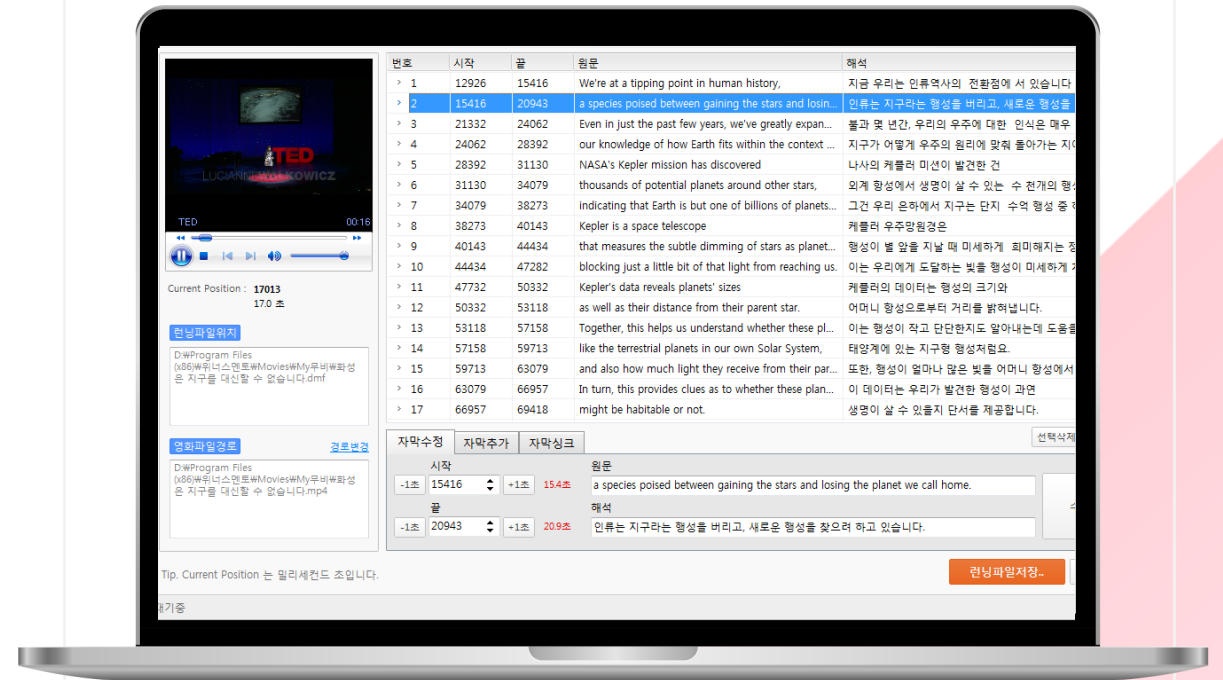 TED
LUCIANNE WALKOWICZ
TED 00:16
Current Position : 17013
17.0 초
런닝파일위치
D:₩Program Files
(x86)₩위너스멘토₩Movies₩My무비₩화성
은 지구를 대신할 수 없습니다.dmf
영화파일경로 경로변경
D:₩Program Files
(x86)₩위너스멘토₩Movies₩My무비₩화성
은 지구를 대신할 수 없습니다.mp4
번호 시작 끝 원문 해석
1 12926 15416 We're at a tipping point in human history, 지금 우리는 인류역사의 전환점에 서 있습니다
2 15416 20943 a species poised between gaining the stars and losin... 인류는 지구라는 행성을 버리고, 새로운 행성을
3 21332 24062 Even in just the past few years, we've greatly expan... 불과 몇 년간, 우리의 우주에 대한 인식은 매우
4 24062 28392 our knowledge of how Earth fits within the context ... 지구가 어떻게 우주의 원리에 맞춰 돌아가는
5 28392 31130 NASA's Kepler mission has discovered 나사의 케플러 미션이 발견한 건
6 31130 34079 thousands of potential planets around other stars, 외계 항성에서 생명이 살 수 있는 수 천개의
7 34079 38273 indicating that Earth is but one of billions of planets... 그건 우리 은하에서 지구는 단지 수억 행성 중
8 38273 40143 Kepler is a space telescope 케플러 우주망원경은
9 40143 44434 that measures the subtle dimming of stars as planet... 행성이 별 앞을 지날 때 미세하게 희미해지는
10 44434 47282 blocking just a little bit of that light from reaching us. 이는 우리에게 도달하는 빛을 행성이 미세하게
11 47732 50332 Kepler's data reveals planets' sizes 케플러의 데이터는 행성의 크기와
12 50332 53118 as well as their distance from their parent star. 어머니 항성으로부터 거리를 밝혀냅니다.
13 53118 57158 Together, this helps us understand whether these pl... 이는 행성이 작고 단단한지도 알아내는데 도움을
14 57158 59713 like the terrestrial planets in our own Solar System, 태양계에 있는 지구형 행성처럼요.
15 59713 63079 and also how much light they receive from their par... 또한, 행성이 얼마나 많은 빛을 어머니 항성에서
16 63079 66957 In turn, this provides clues as to whether these plan... 이 데이터는 우리가 발견한 행성이 과연
17 66957 69418 might be habitable or not. 생명이 살 수 있을지 단서를 제공합니다.
자막수정 자막추가 자막싱크 선택삭제
시작 원문
-1초 15416 +1초 15.4초 a species poised between gaining the stars and losing the planet we call home.
끝 해석
-1초 20943 +1초 20.9초 인류는 지구라는 행성을 버리고, 새로운 행성을 찾으려 하고 있습니다.
Tip. Current Position 는 밀리세컨드 초입니다.
런닝파일저장..
대기중